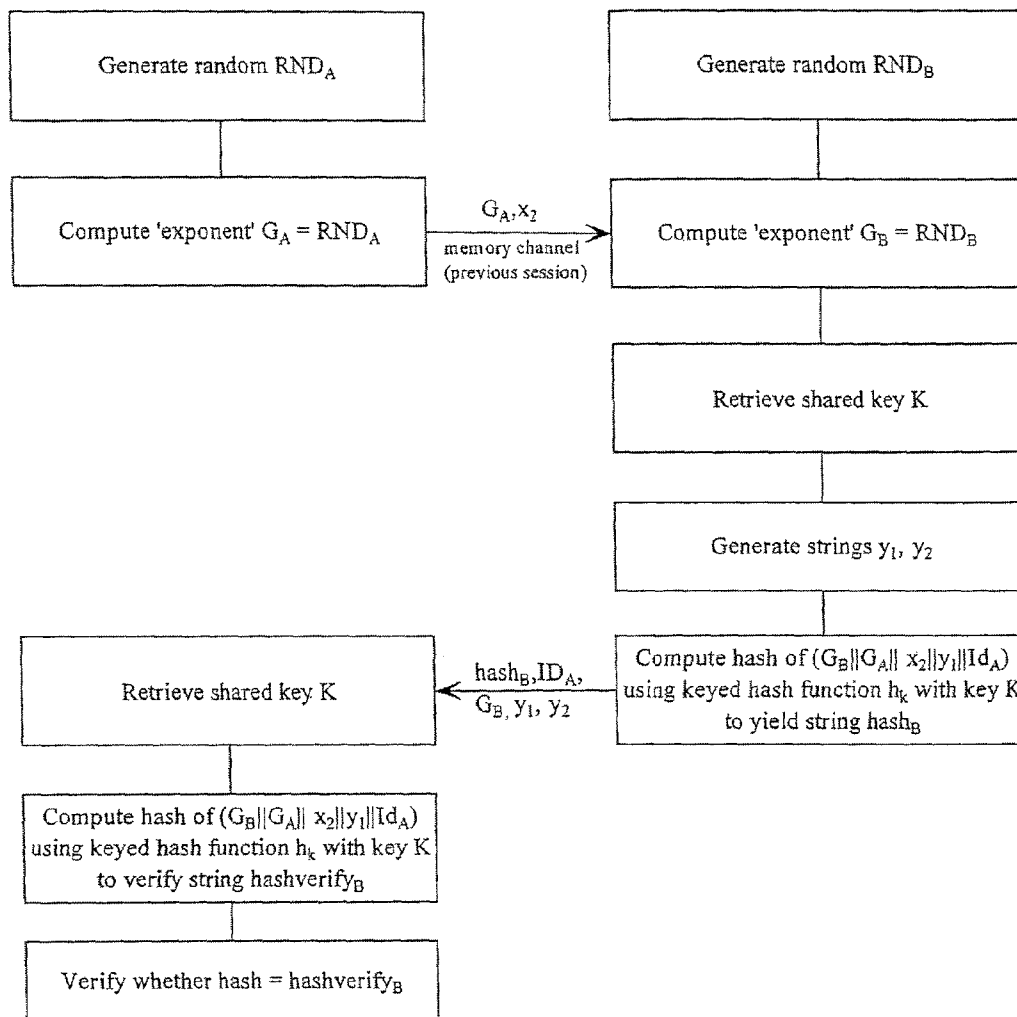 Generate random RND_A
Generate random RND_B
Compute 'exponent' G_A = RND_A
G_A,x_2
memory channel
(previous session)
Compute 'exponent' G_B = RND_B
Retrieve shared key K
Generate strings y_1, y_2
Compute hash of (G_B||G_A|| x_2||y_1||Id_A)
using keyed hash function h_k with key K
to yield string hash_B
hash_B,ID_A,
G_B, y_1, y_2
Retrieve shared key K
Compute hash of (G_B||G_A|| x_2||y_1||Id_A)
using keyed hash function h_k with key K
to verify string hashverify_B
Verify whether hash = hashverify_B